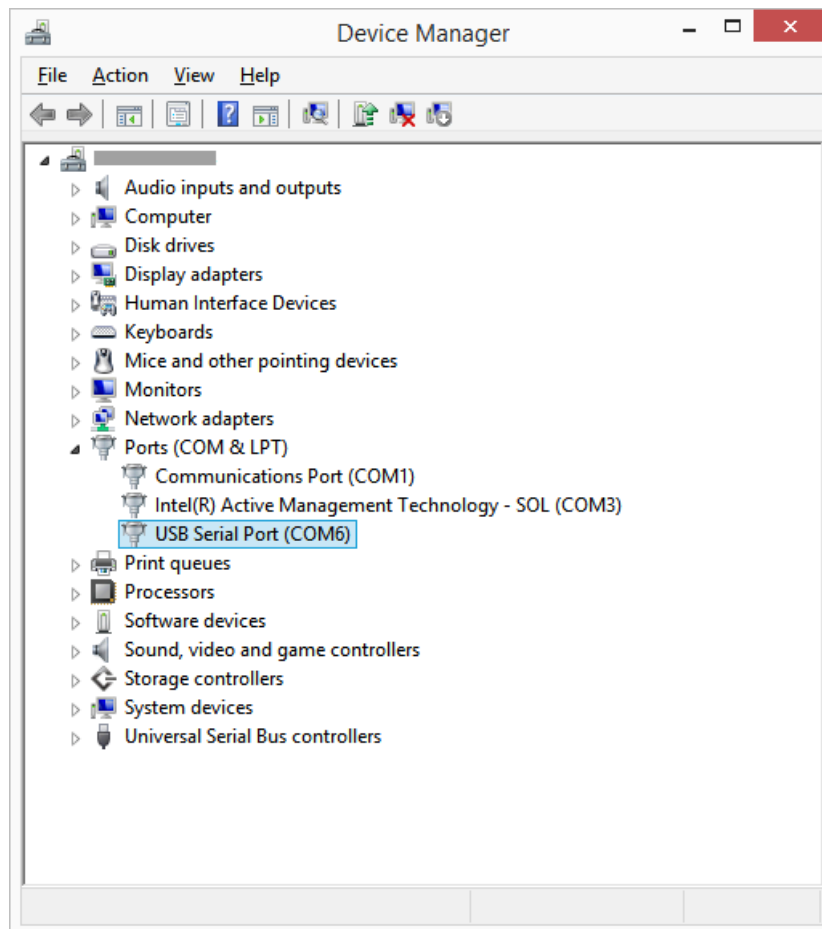 Device Manager
File Action View Help
Audio inputs and outputs
Computer
Disk drives
Display adapters
Human Interface Devices
Keyboards
Mice and other pointing devices
Monitors
Network adapters
Ports (COM & LPT)
Communications Port (COM1)
Intel(R) Active Management Technology - SOL (COM3)
USB Serial Port (COM6)
Print queues
Processors
Software devices
Sound, video and game controllers
Storage controllers
System devices
Universal Serial Bus controllers